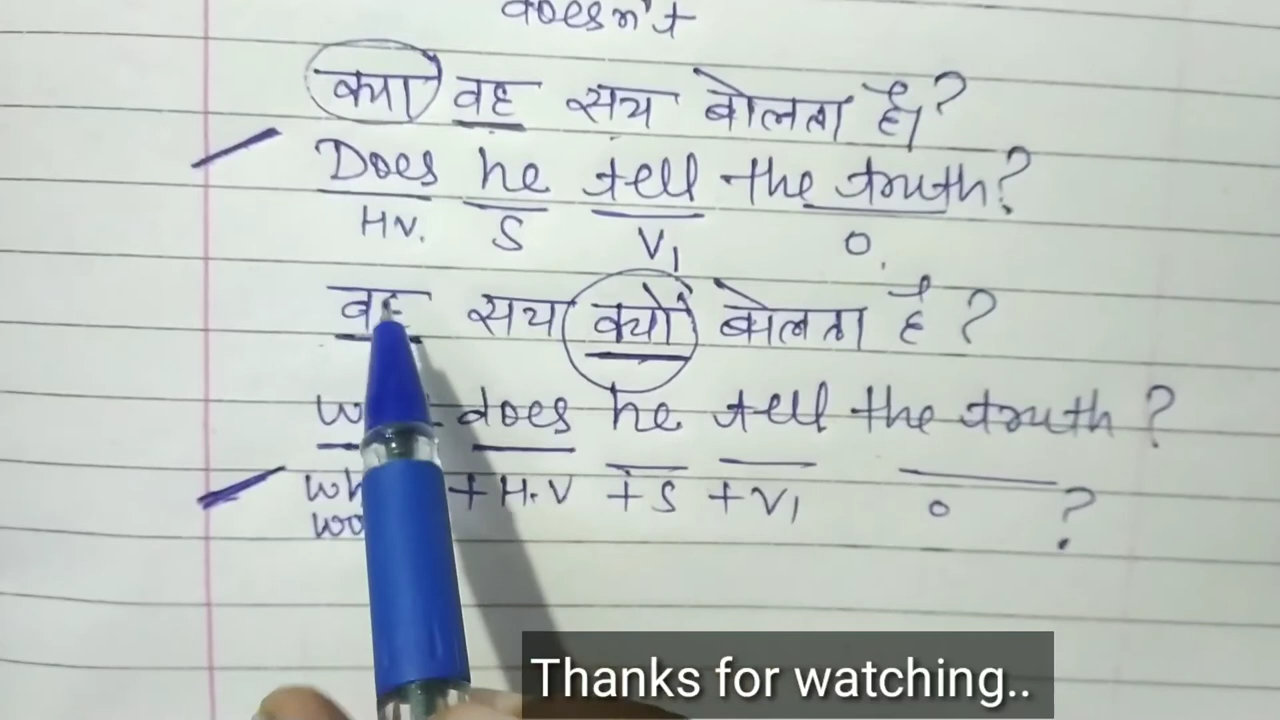 doesn't
क्या वह सच बोलता है?
Does he tell the truth?
H.V. S V1 O.
वह सच क्यों बोलता है ?
does he tell the truth ?
+ H.V + S + V1 O ?
Thanks for watching..